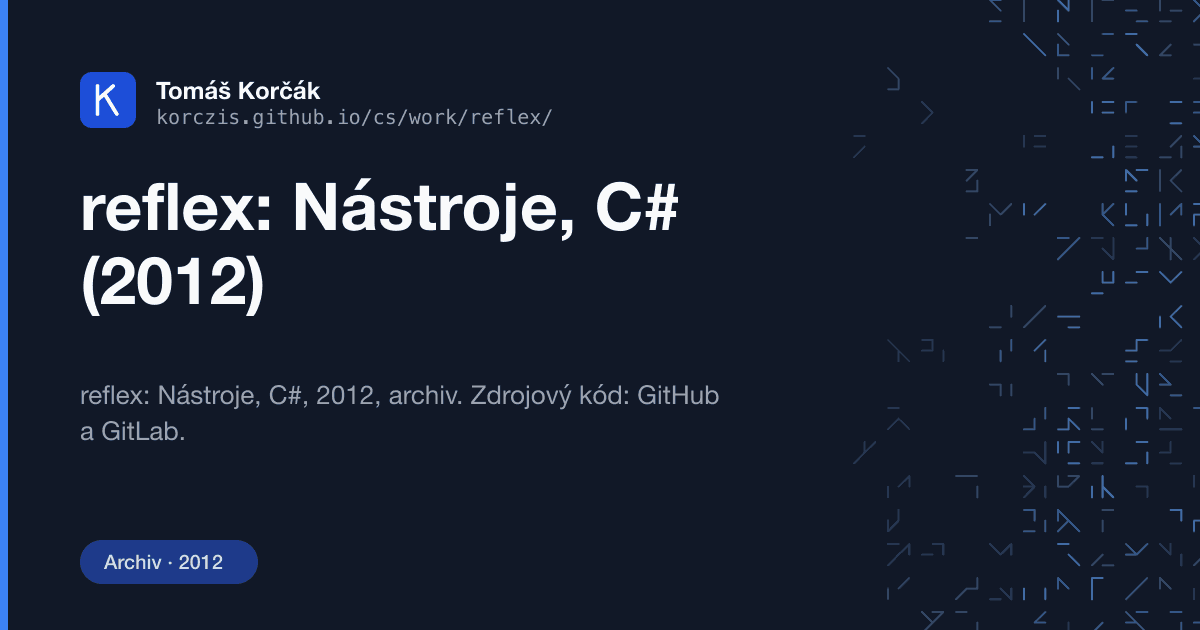 Tomáš Korčák
korczis.github.io/cs/work/reflex/
reflex: Nástroje, C#
(2012)
reflex: Nástroje, C#, 2012, archiv. Zdrojový kód: GitHub
a GitLab.
Archiv · 2012